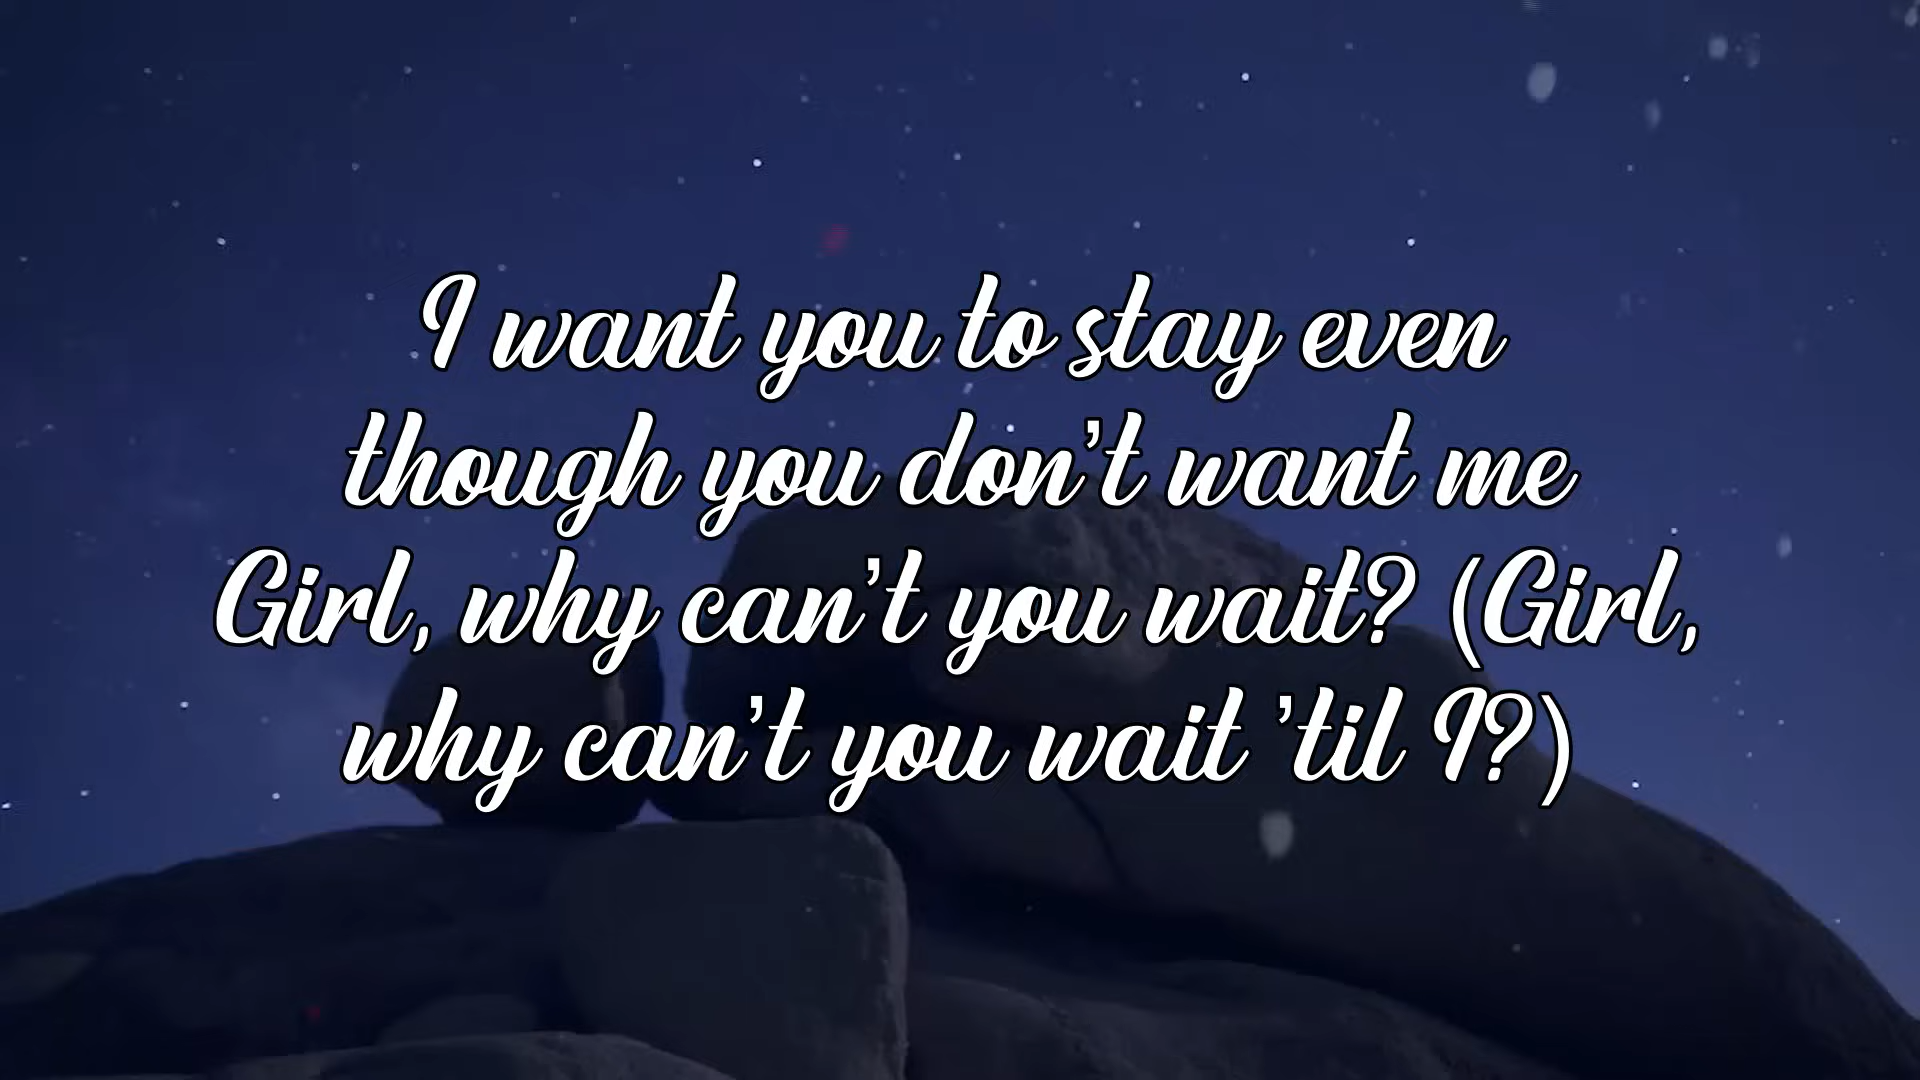 I want you to stay even
though you don't want me
Girl, why can't you wait? (Girl,
why can't you wait 'til I?)